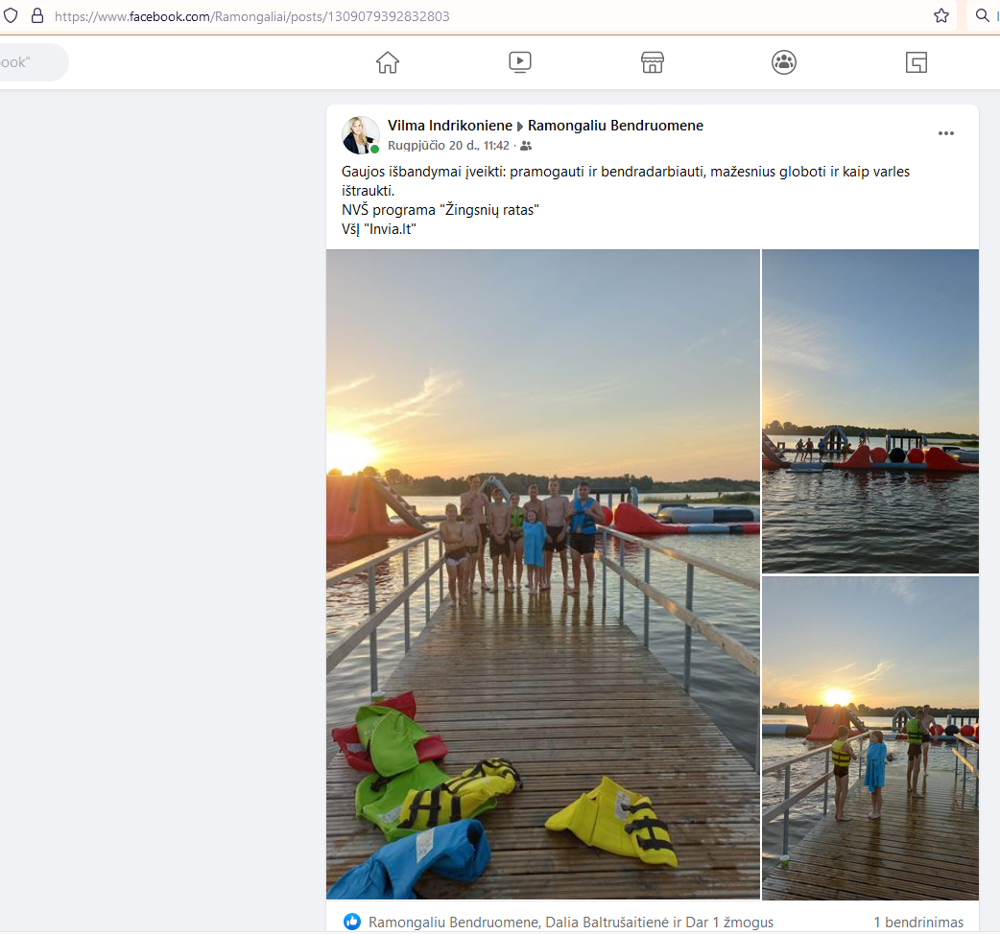 https://www.facebook.com/Ramongaliai/posts/1309079392832803
ook“
Vilma Indrikoniene ▸ Ramongaliu Bendruomene
Rugpjūčio 20 d., 11:42 ·
Gaujos išbandymai įveikti: pramogauti ir bendradarbiauti, mažesnius globoti ir kaip varles
ištraukti.
NVŠ programa "Žingsnių ratas"
VšĮ "Invia.lt"
Ramongaliu Bendruomene, Dalia Baltrušaitienė ir Dar 1 žmogus
1 bendrinimas